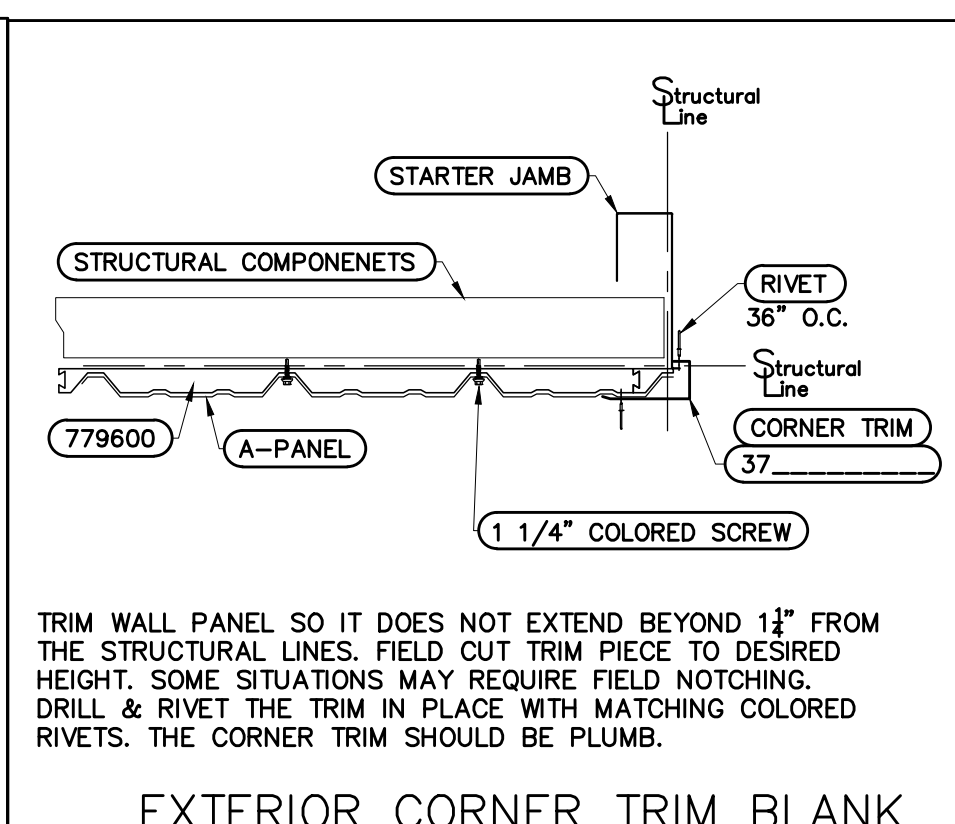 Structural
Line
STARTER JAMB
STRUCTURAL COMPONENETS
RIVET
36" O.C.
Structural
Line
779600
A-PANEL
CORNER TRIM
37_________
1 1/4" COLORED SCREW
TRIM WALL PANEL SO IT DOES NOT EXTEND BEYOND 1¼" FROM
THE STRUCTURAL LINES. FIELD CUT TRIM PIECE TO DESIRED
HEIGHT. SOME SITUATIONS MAY REQUIRE FIELD NOTCHING.
DRILL & RIVET THE TRIM IN PLACE WITH MATCHING COLORED
RIVETS. THE CORNER TRIM SHOULD BE PLUMB.
EXTERIOR CORNER TRIM BLANK